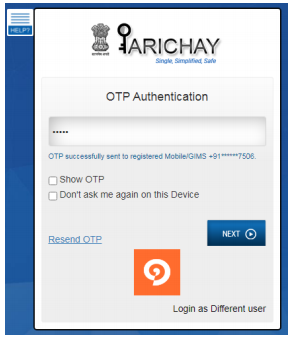 HELP?
PARICHAY
Single, Simplified, Safe
OTP Authentication
•••••
OTP successfully sent to registered Mobile/GIMS +91******7506.
Show OTP
Don't ask me again on this Device
Resend OTP
NEXT
Login as Different user